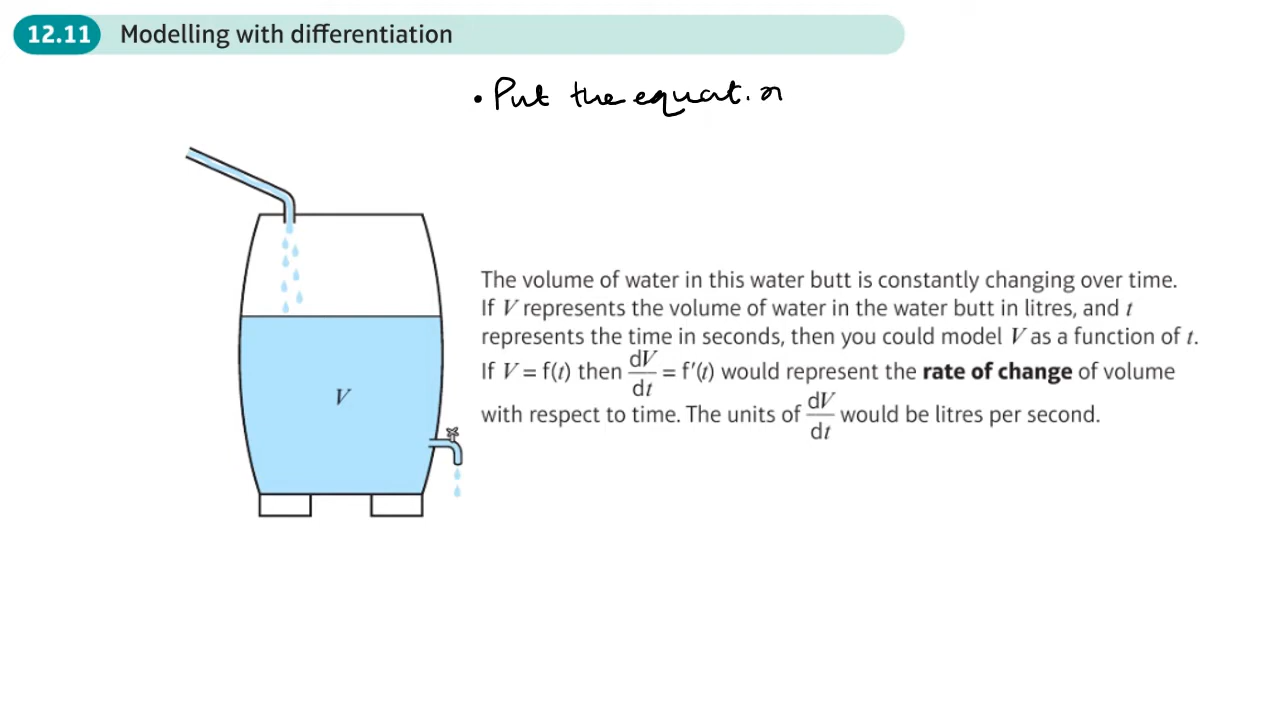 12.11 Modelling with differentiation
• Put the equation
The volume of water in this water butt is constantly changing over time.
If V represents the volume of water in the water butt in litres, and t
represents the time in seconds, then you could model V as a function of t.
If V = f(t) then dV/dt = f′(t) would represent the rate of change of volume
with respect to time. The units of dV/dt would be litres per second.
V